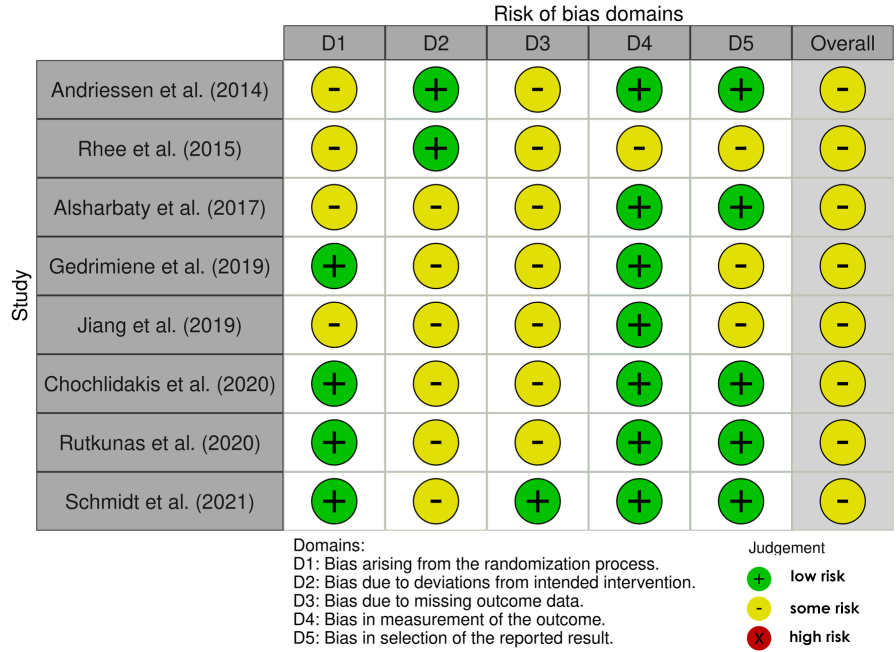 Risk of bias domains
D1 D2 D3 D4 D5 Overall
Study
Andriessen et al. (2014) - + - + + -
Rhee et al. (2015) - + - - - -
Alsharbaty et al. (2017) - - - + + -
Gedrimiene et al. (2019) + - - + - -
Jiang et al. (2019) - - - + - -
Chochlidakis et al. (2020) + - - + + -
Rutkunas et al. (2020) + - - + + -
Schmidt et al. (2021) + - + + + -
Domains:
D1: Bias arising from the randomization process.
D2: Bias due to deviations from intended intervention.
D3: Bias due to missing outcome data.
D4: Bias in measurement of the outcome.
D5: Bias in selection of the reported result.
Judgement
+ low risk
- some risk
X high risk